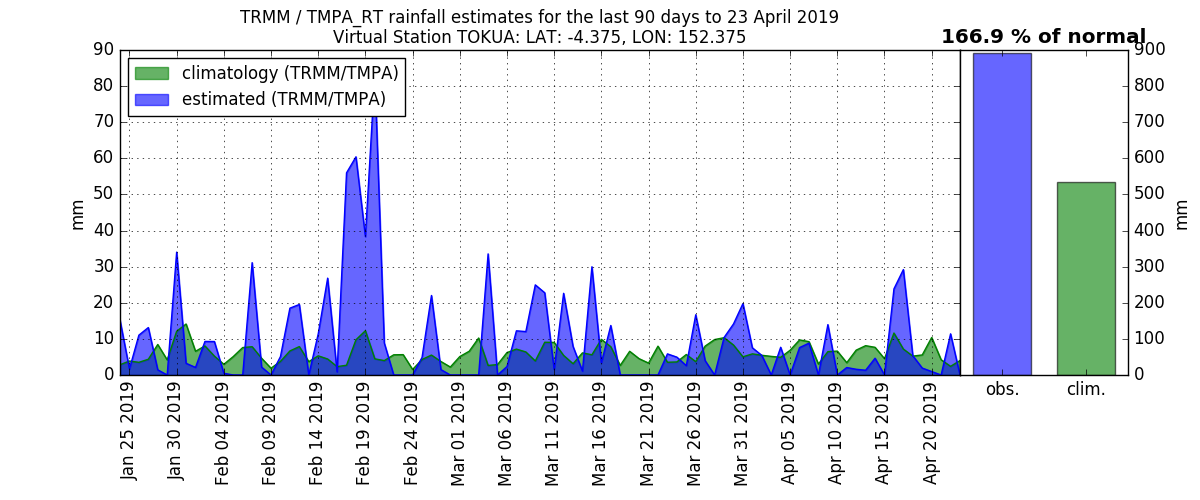 TRMM / TMPA_RT rainfall estimates for the last 90 days to 23 April 2019
Virtual Station TOKUA: LAT: -4.375, LON: 152.375
166.9 % of normal
climatology (TRMM/TMPA)
estimated (TRMM/TMPA)
mm
90
80
70
60
50
40
30
20
10
0
Jan 25 2019
Jan 30 2019
Feb 04 2019
Feb 09 2019
Feb 14 2019
Feb 19 2019
Feb 24 2019
Mar 01 2019
Mar 06 2019
Mar 11 2019
Mar 16 2019
Mar 21 2019
Mar 26 2019
Mar 31 2019
Apr 05 2019
Apr 10 2019
Apr 15 2019
Apr 20 2019
900
800
700
600
500
400
300
200
100
0
mm
obs.
clim.